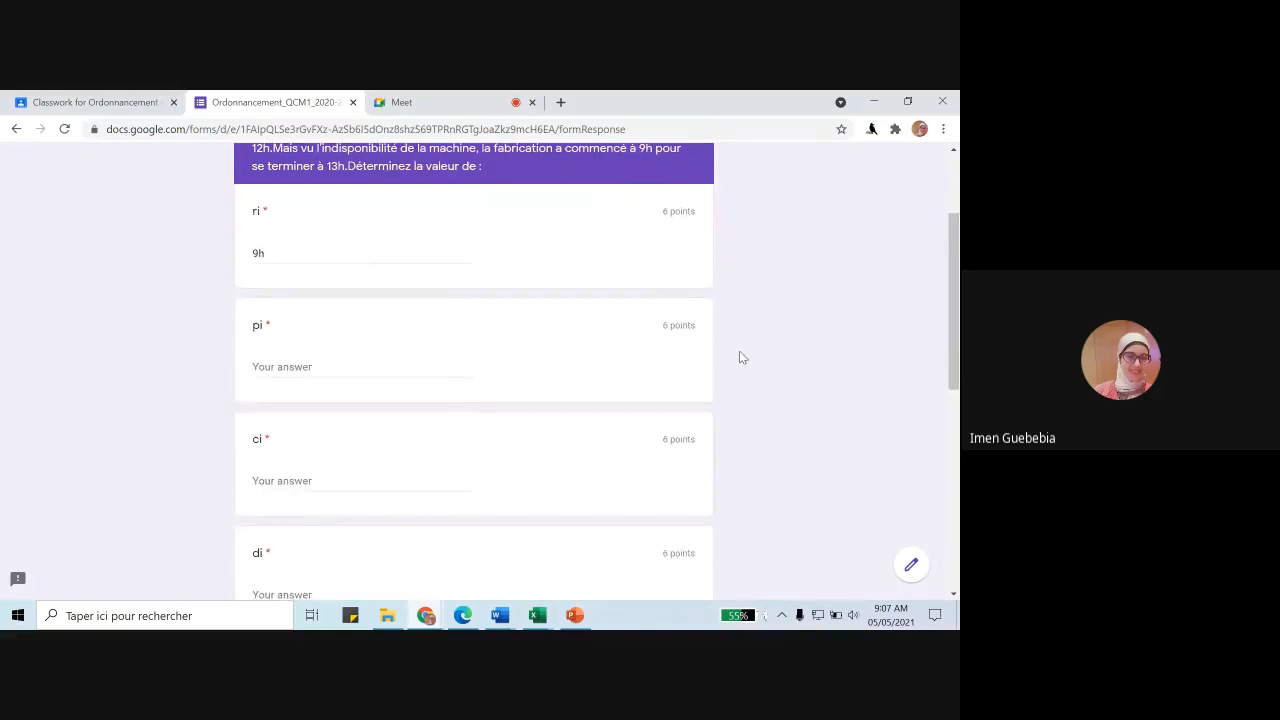 Classwork for Ordonnancement
Ordonnancement_QCM1_2020-2
Meet
docs.google.com/forms/d/e/1FAIpQLSe3rGvFXz-AzSb6I5dOnz8shz569TPRnRGTgJoaZkz9mcH6EA/formResponse
12h.Mais vu l'indisponibilité de la machine, la fabrication a commencé à 9h pour
se terminer à 13h.Déterminez la valeur de :
ri *
6 points
9h
pi *
6 points
Your answer
ci *
6 points
Your answer
di *
6 points
Your answer
Imen Guebebia
Taper ici pour rechercher
55%
9:07 AM
05/05/2021